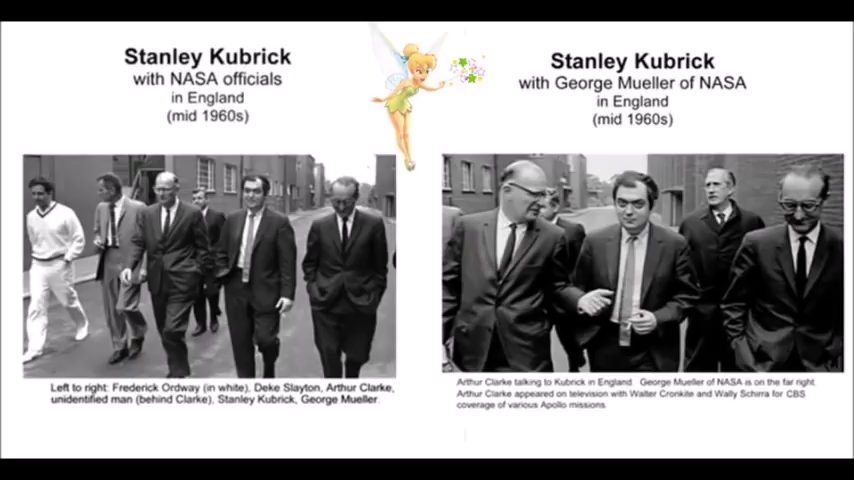 Stanley Kubrick
with NASA officials
in England
(mid 1960s)
Left to right: Frederick Ordway (in white), Deke Slayton, Arthur Clarke,
unidentified man (behind Clarke), Stanley Kubrick, George Mueller.
Stanley Kubrick
with George Mueller of NASA
in England
(mid 1960s)
Arthur Clarke talking to Kubrick in England. George Mueller of NASA is on the far right.
Arthur Clarke appeared on television with Walter Cronkite and Wally Schirra for CBS
coverage of various Apollo missions.